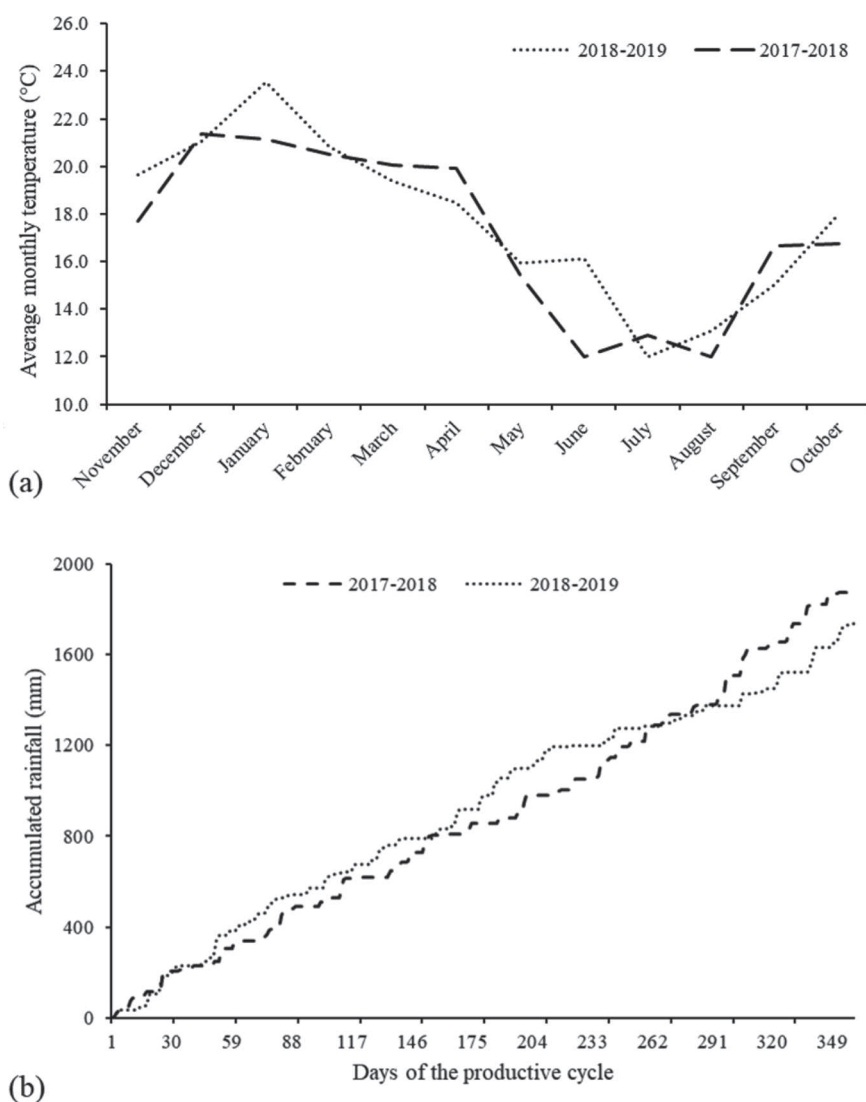 26.0
24.0
22.0
20.0
18.0
16.0
14.0
12.0
10.0
Average monthly temperature (°C)
2018-2019 2017-2018
November December January February March April May June July August September October
(a)
2000
1600
1200
800
400
0
Accumulated rainfall (mm)
2017-2018 2018-2019
1 30 59 88 117 146 175 204 233 262 291 320 349
Days of the productive cycle
(b)